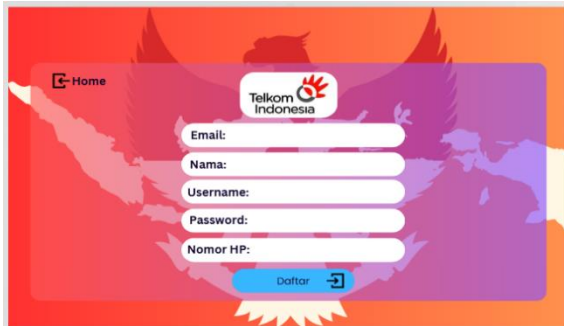 Home
Telkom
Indonesia
Email:
Nama:
Username:
Password:
Nomor HP:
Daftar